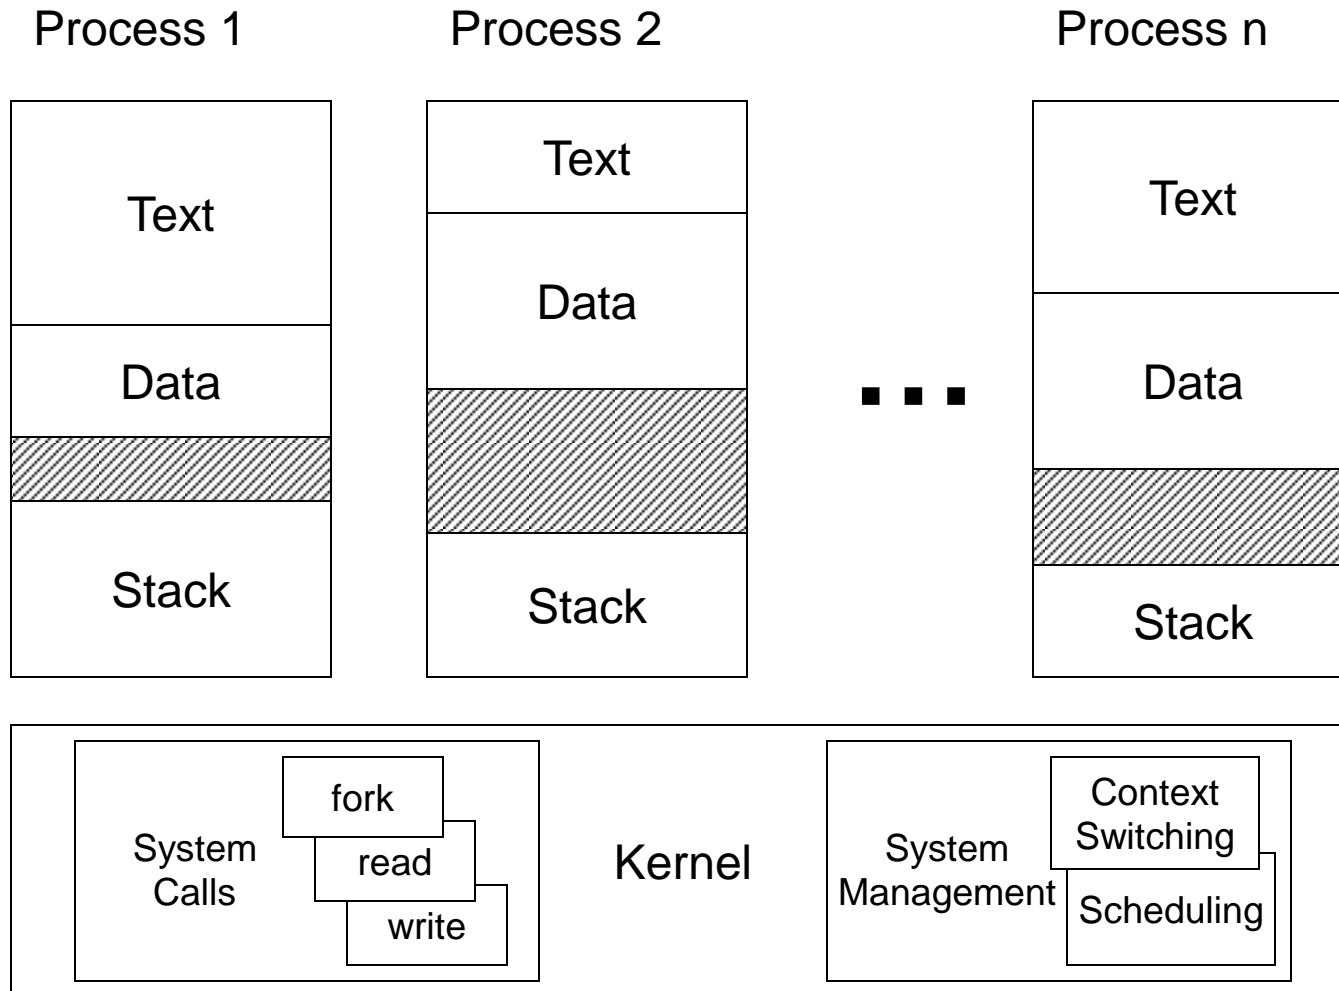 Process 1
Process 2
Process n
Text
Data
Stack
Text
Data
Stack
...
Text
Data
Stack
System
Calls
fork
read
write
Kernel
System
Management
Context
Switching
Scheduling